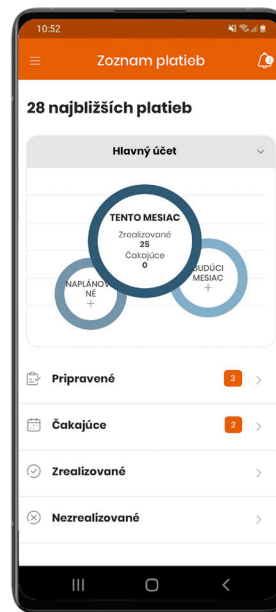 10:52
Zoznam platieb
28 najbližších platieb
Hlavný účet
TENTO MESIAC
Zrealizované
25
Čakajúce
0
NAPLÁNOV
NÉ
BUDÚCI
MESIAC
Pripravené 3
Čakajúce 2
Zrealizované
Nezrealizované